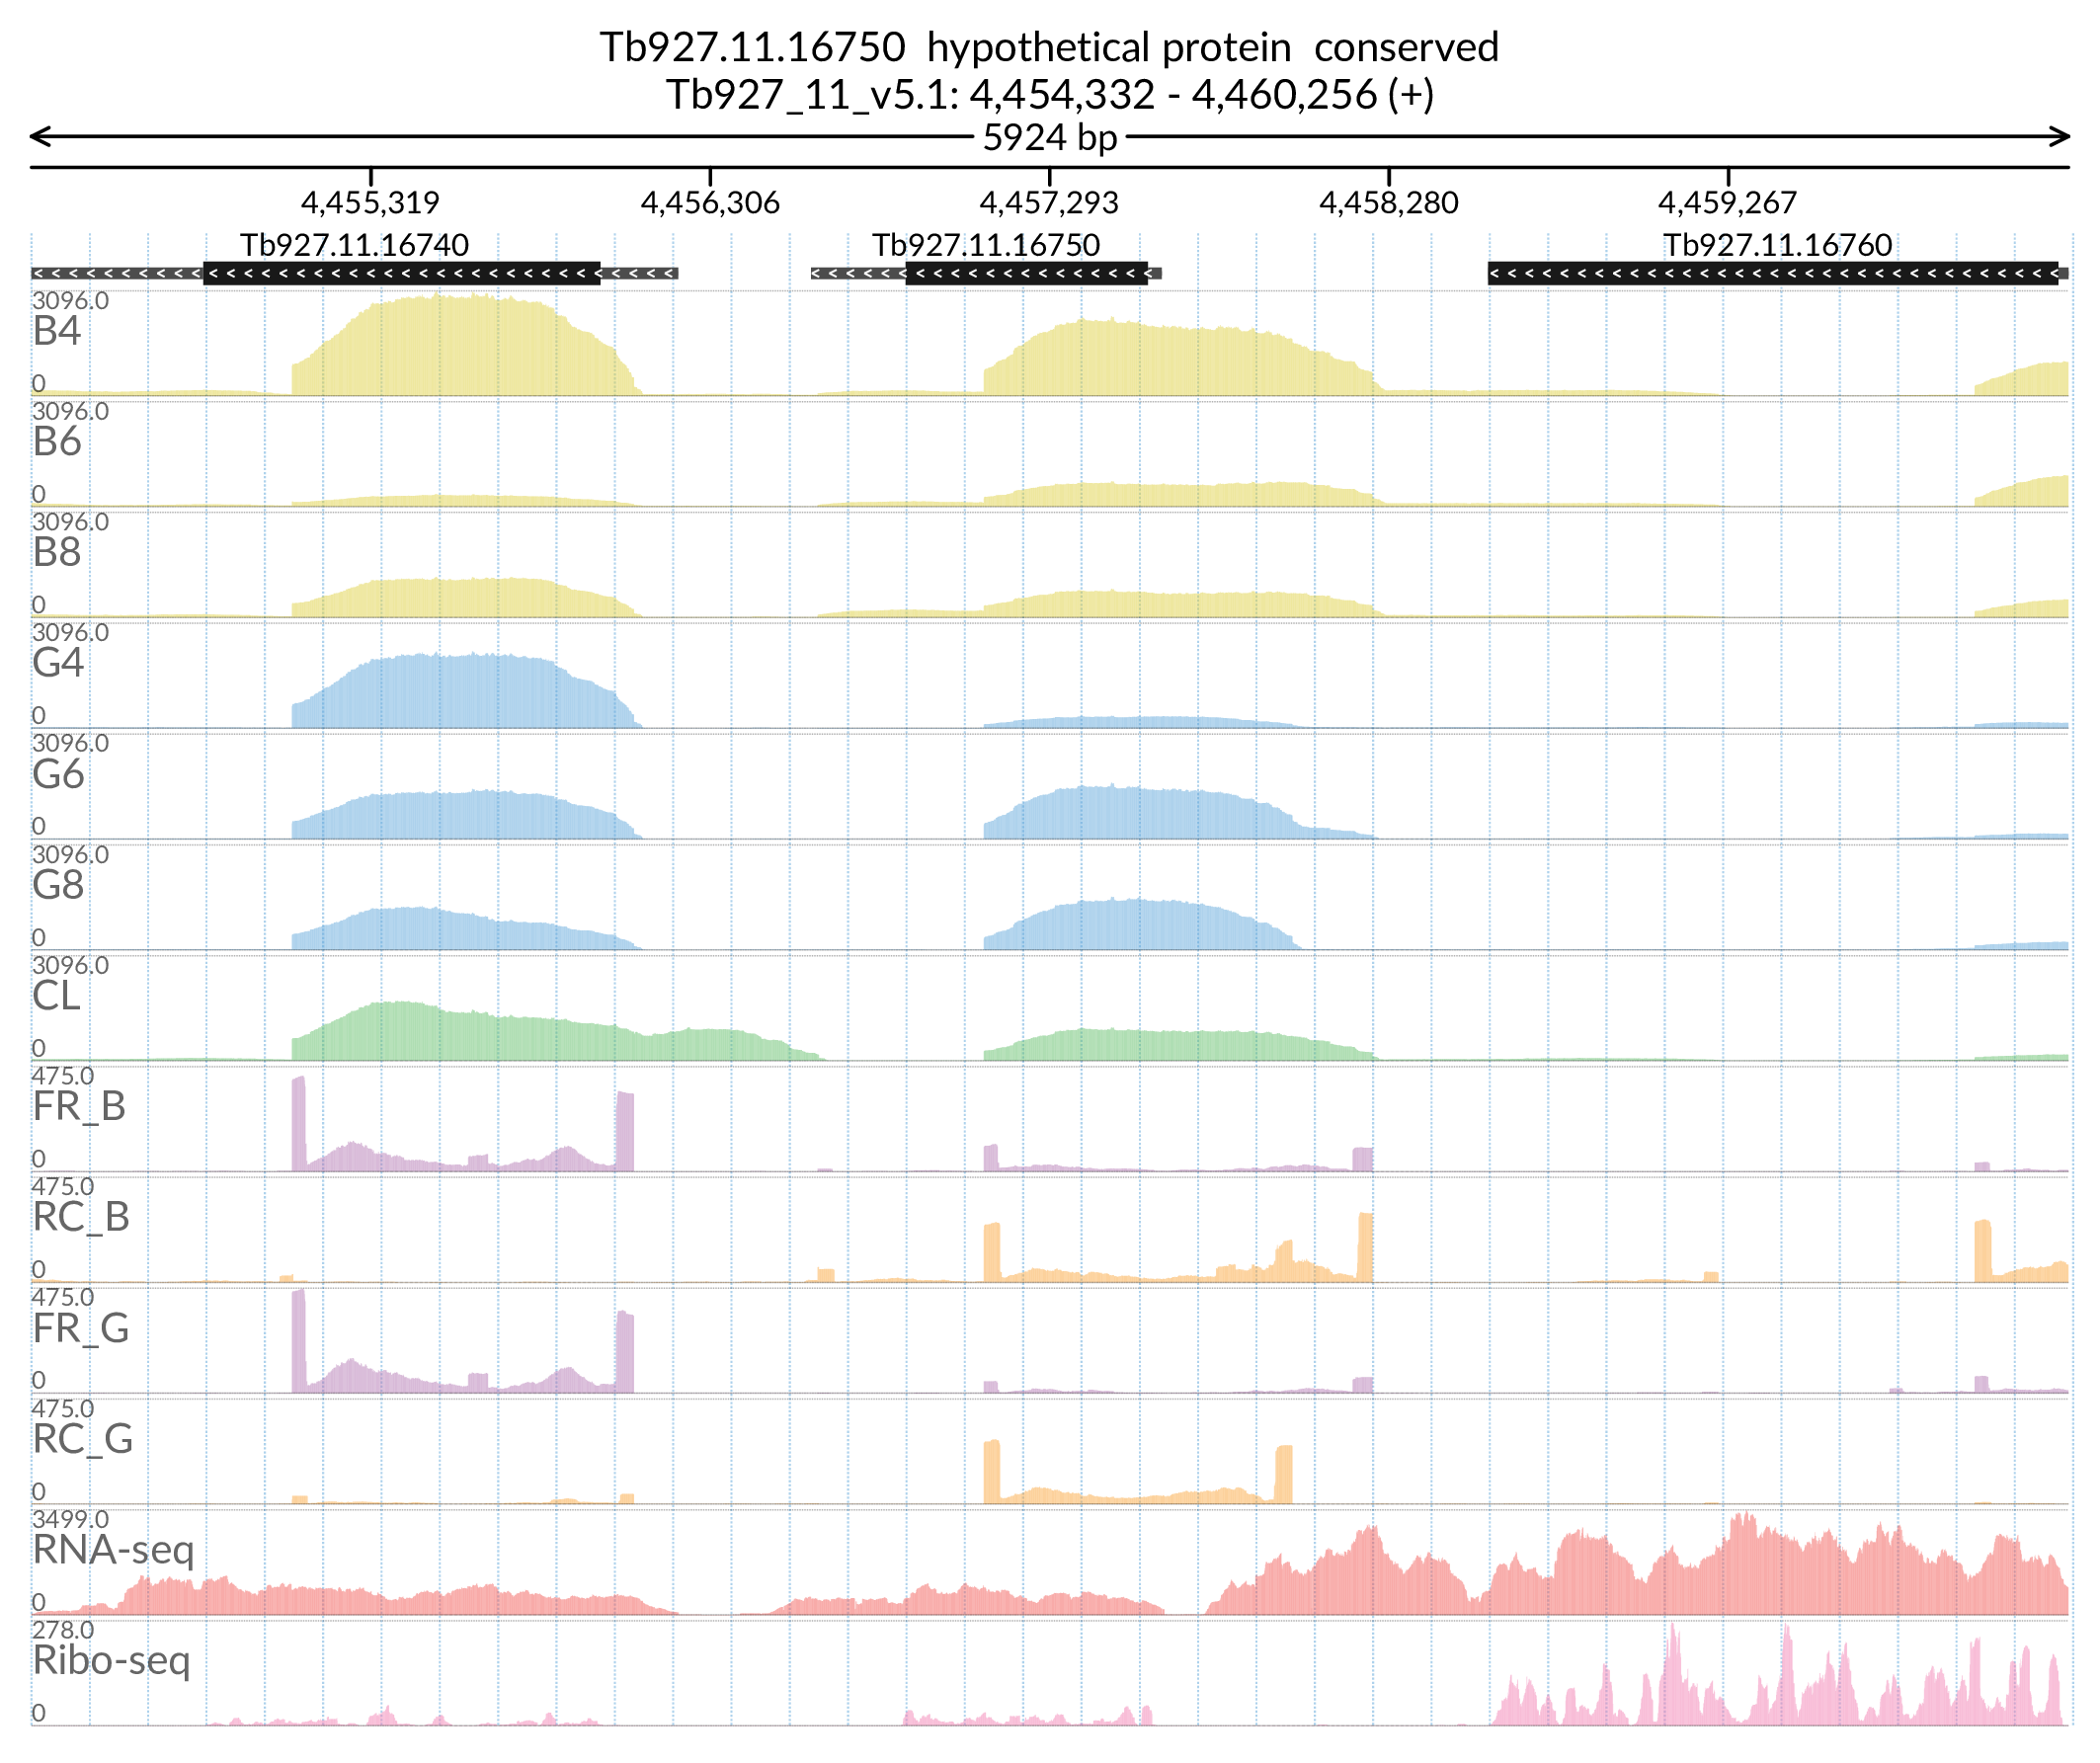 Tb927.11.16750 hypothetical protein conserved
Tb927_11_v5.1: 4,454,332 - 4,460,256 (+)
5924 bp
4,455,319 4,456,306 4,457,293 4,458,280 4,459,267
Tb927.11.16740 Tb927.11.16750 Tb927.11.16760
3096.0
B4
0
3096.0
B6
0
3096.0
B8
0
3096.0
G4
0
3096.0
G6
0
3096.0
G8
0
3096.0
CL
0
475.0
FR_B
0
475.0
RC_B
0
475.0
FR_G
0
475.0
RC_G
0
3499.0
RNA-seq
0
278.0
Ribo-seq
0